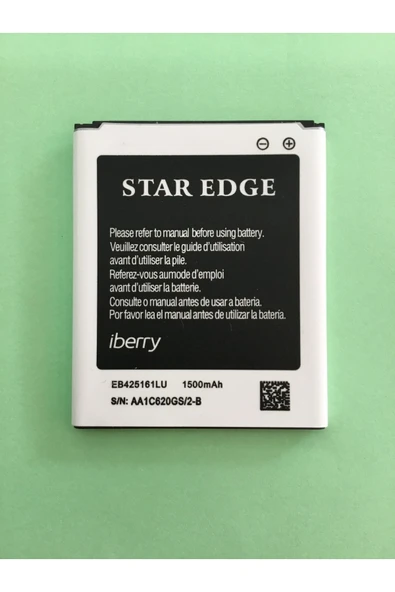 STAR EDGE
Please refer to manual before using battery.
Veuillez consulter le guide d'utilisation
avant d'utiliser la pile.
Referez-vous aumode d'emploi
avant d'utiliser la batterie.
Consulte o manual antes de usar a bateria.
Por favor lea el manual antes de utilizar la batería.
iberry
EB425161LU 1500mAh
S/N: AA1C620GS/2-B